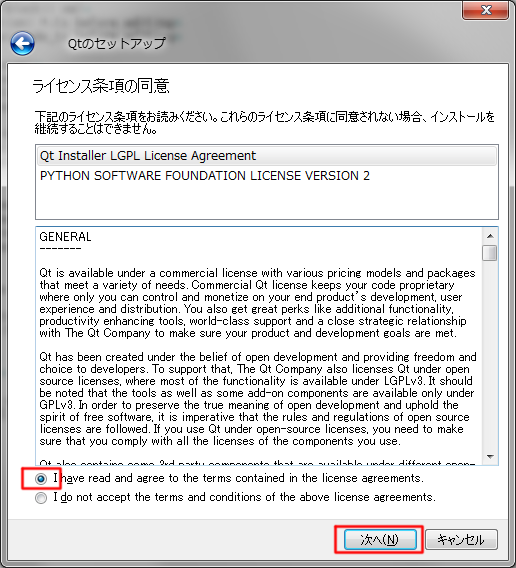 Qtのセットアップ
ライセンス条項の同意
下記のライセンス条項をお読みください。これらのライセンス条項に同意されない場合、インストールを
継続することはできません。
Qt Installer LGPL License Agreement
PYTHON SOFTWARE FOUNDATION LICENSE VERSION 2
GENERAL
-------
Qt is available under a commercial license with various pricing models and packages
that meet a variety of needs. Commercial Qt license keeps your code proprietary
where only you can control and monetize on your end product's development, user
experience and distribution. You also get great perks like additional functionality,
productivity enhancing tools, world-class support and a close strategic relationship
with The Qt Company to make sure your product and development goals are met.
Qt has been created under the belief of open development and providing freedom and
choice to developers. To support that, The Qt Company also licenses Qt under open
source licenses, where most of the functionality is available under LGPLv3. It should
be noted that the tools as well as some add-on components are available only under
GPLv3. In order to preserve the true meaning of open development and uphold the
spirit of free software, it is imperative that the rules and regulations of open source
licenses are followed. If you use Qt under open-source licenses, you need to make
sure that you comply with all the licenses of the components you use.
Qt also contains some 3rd party components that are available under different open-
I have read and agree to the terms contained in the license agreements.
I do not accept the terms and conditions of the above license agreements.
次へ(N)
キャンセル